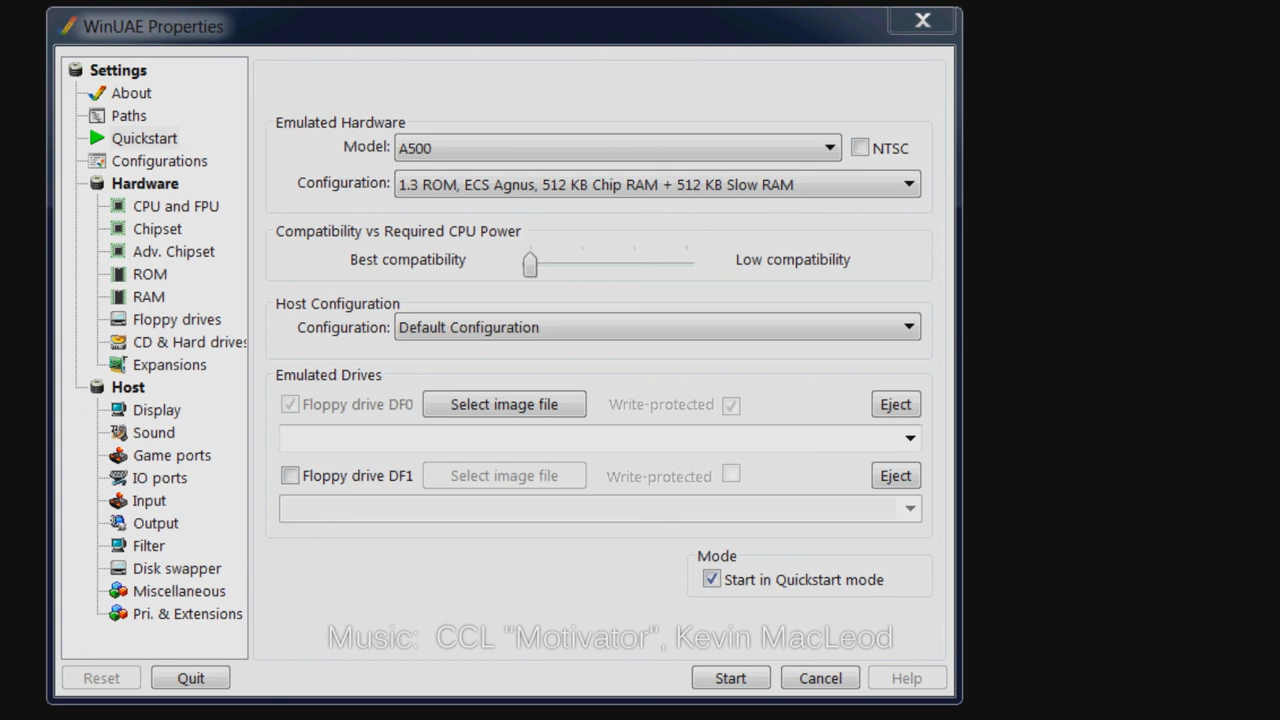 WinUAE Properties
X
Settings
About
Paths
Quickstart
Configurations
Hardware
CPU and FPU
Chipset
Adv. Chipset
ROM
RAM
Floppy drives
CD & Hard drives
Expansions
Host
Display
Sound
Game ports
IO ports
Input
Output
Filter
Disk swapper
Miscellaneous
Pri. & Extensions
Reset
Quit
Emulated Hardware
Model: A500 NTSC
Configuration: 1.3 ROM, ECS Agnus, 512 KB Chip RAM + 512 KB Slow RAM
Compatibility vs Required CPU Power
Best compatibility Low compatibility
Host Configuration
Configuration: Default Configuration
Emulated Drives
Floppy drive DF0 Select image file Write-protected Eject
Floppy drive DF1 Select image file Write-protected Eject
Mode
Start in Quickstart mode
Music: CCL "Motivator", Kevin MacLeod
Start Cancel Help